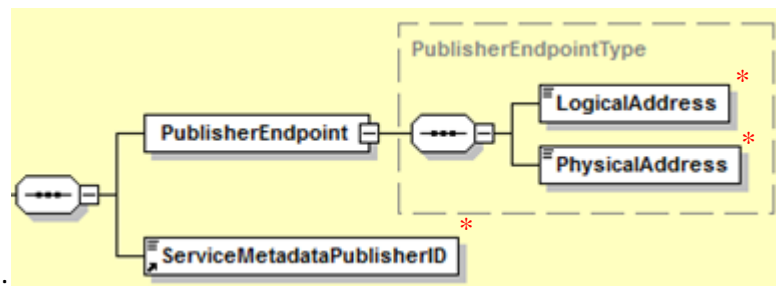 PublisherEndpointType
LogicalAddress *
PublisherEndpoint
PhysicalAddress *
ServiceMetadataPublisherID *
.